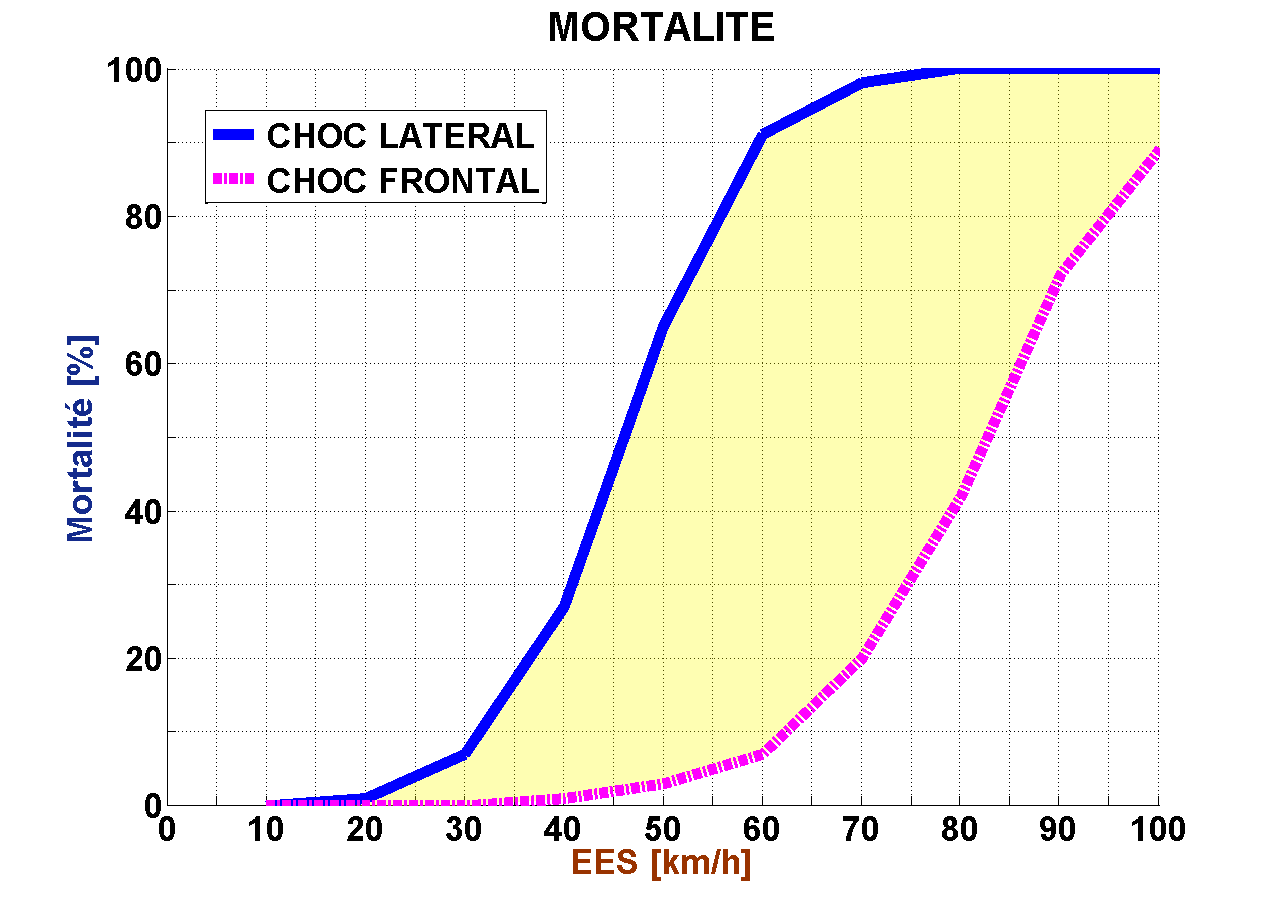 MORTALITE
CHOC LATERAL
CHOC FRONTAL
Mortalité [%]
100
80
60
40
20
0
0 10 20 30 40 50 60 70 80 90 100
EES [km/h]